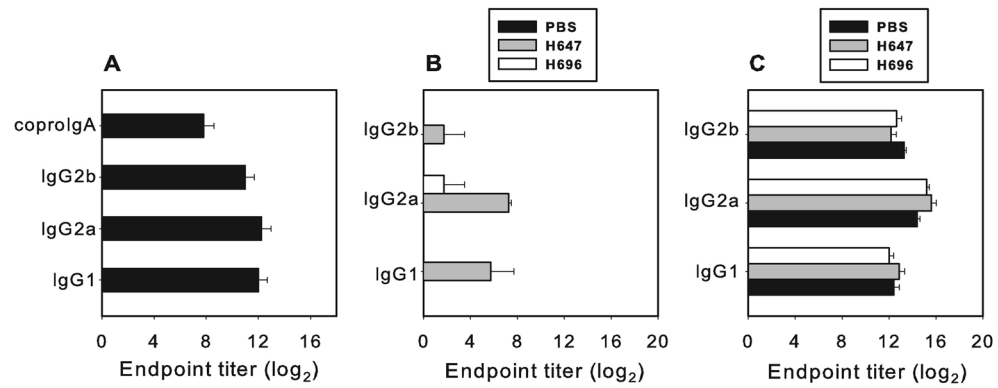 PBS
H647
H696
PBS
H647
H696
A
B
C
coproIgA
IgG2b
IgG2a
IgG1
0 4 8 12 16
Endpoint titer (log2)
IgG2b
IgG2a
IgG1
0 4 8 12 16 20
Endpoint titer (log2)
IgG2b
IgG2a
IgG1
0 4 8 12 16 20
Endpoint titer (log2)